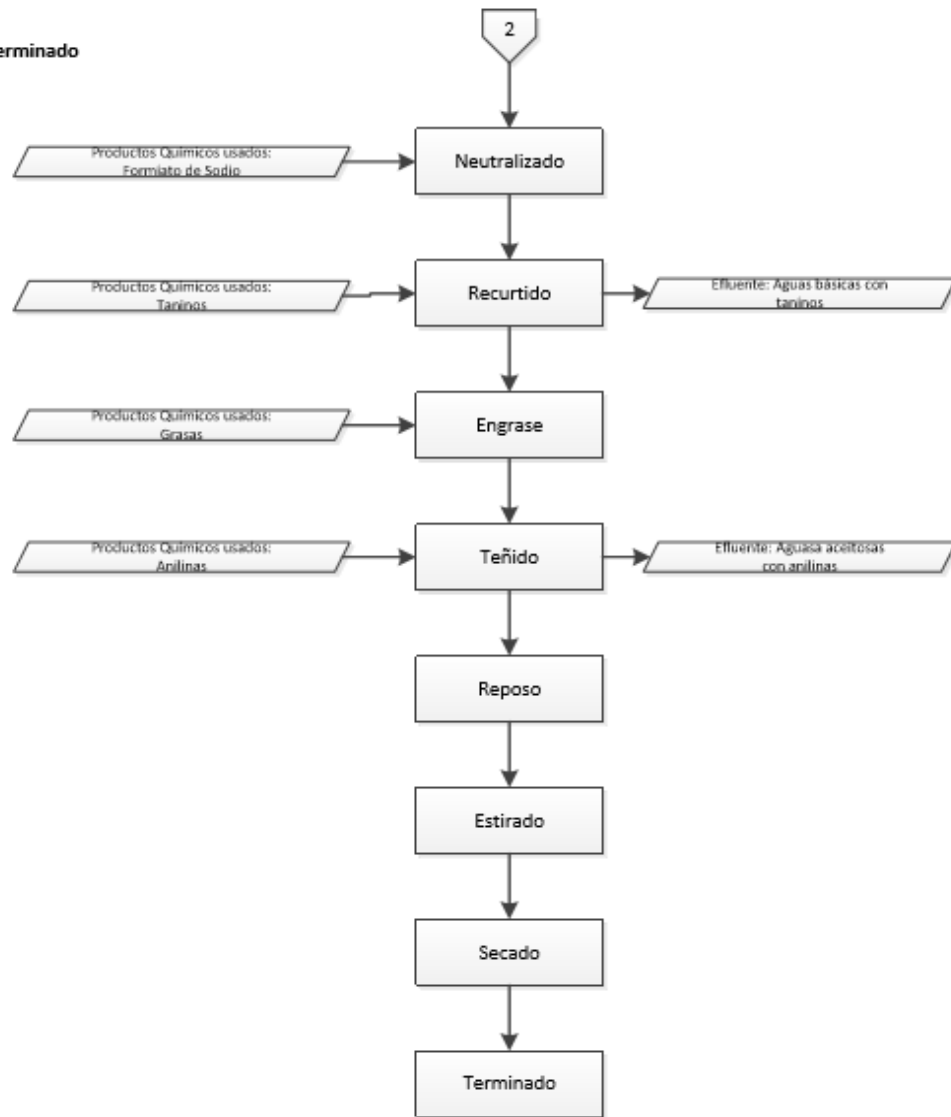 2
erminado
Productos Químicos usados:
Formiato de Sodio
Neutralizado
Productos Químicos usados:
Taninos
Recurtido
Efluente: Aguas básicas con
taninos
Productos Químicos usados:
Grasas
Engrase
Productos Químicos usados:
Anilinas
Teñido
Efluente: Aguasa aceitosas
con anilinas
Reposo
Estirado
Secado
Terminado